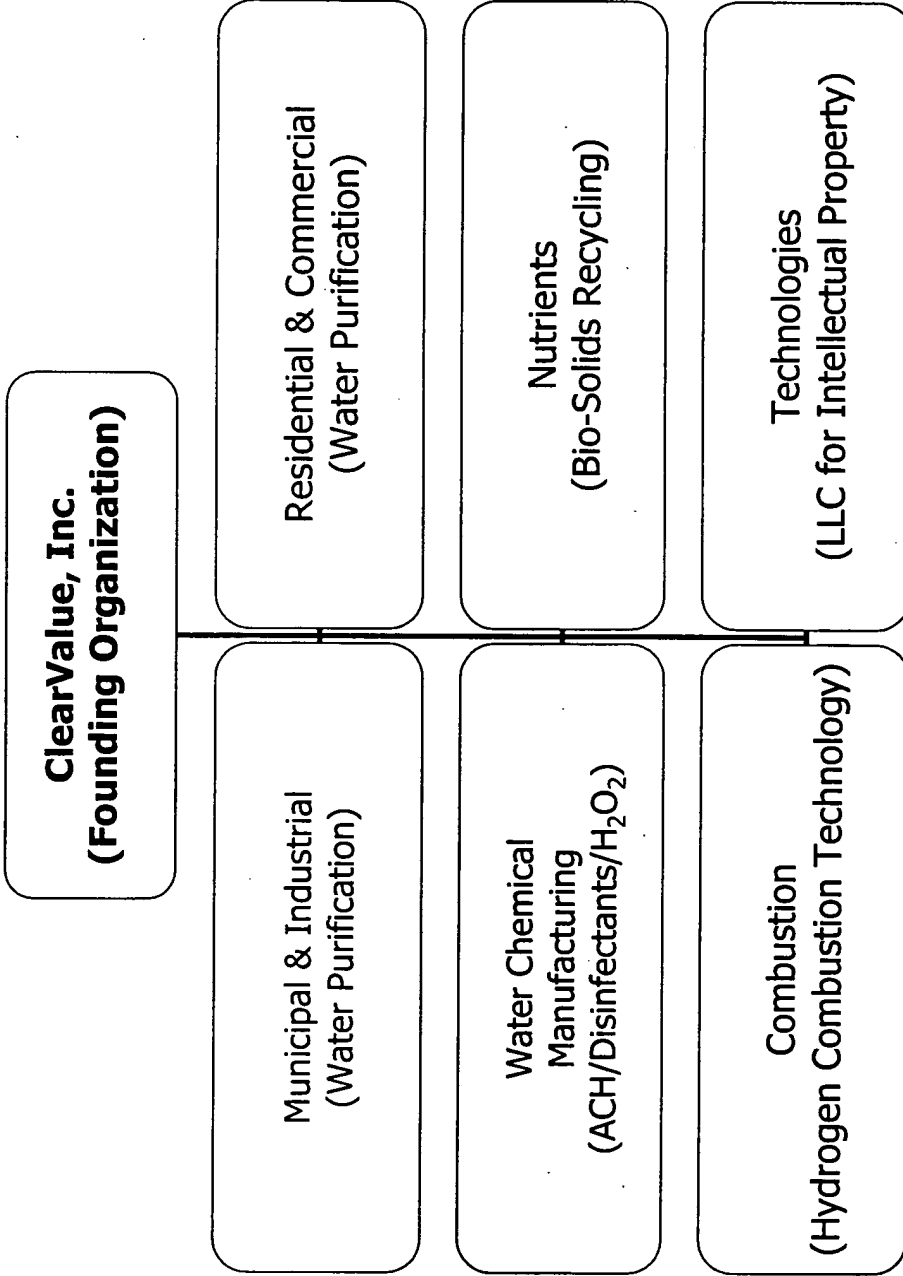 ClearValue, Inc.
(Founding Organization)
Municipal & Industrial
(Water Purification)
Residential & Commercial
(Water Purification)
Water Chemical
Manufacturing
(ACH/Disinfectants/H₂O₂)
Nutrients
(Bio-Solids Recycling)
Combustion
(Hydrogen Combustion Technology)
Technologies
(LLC for Intellectual Property)